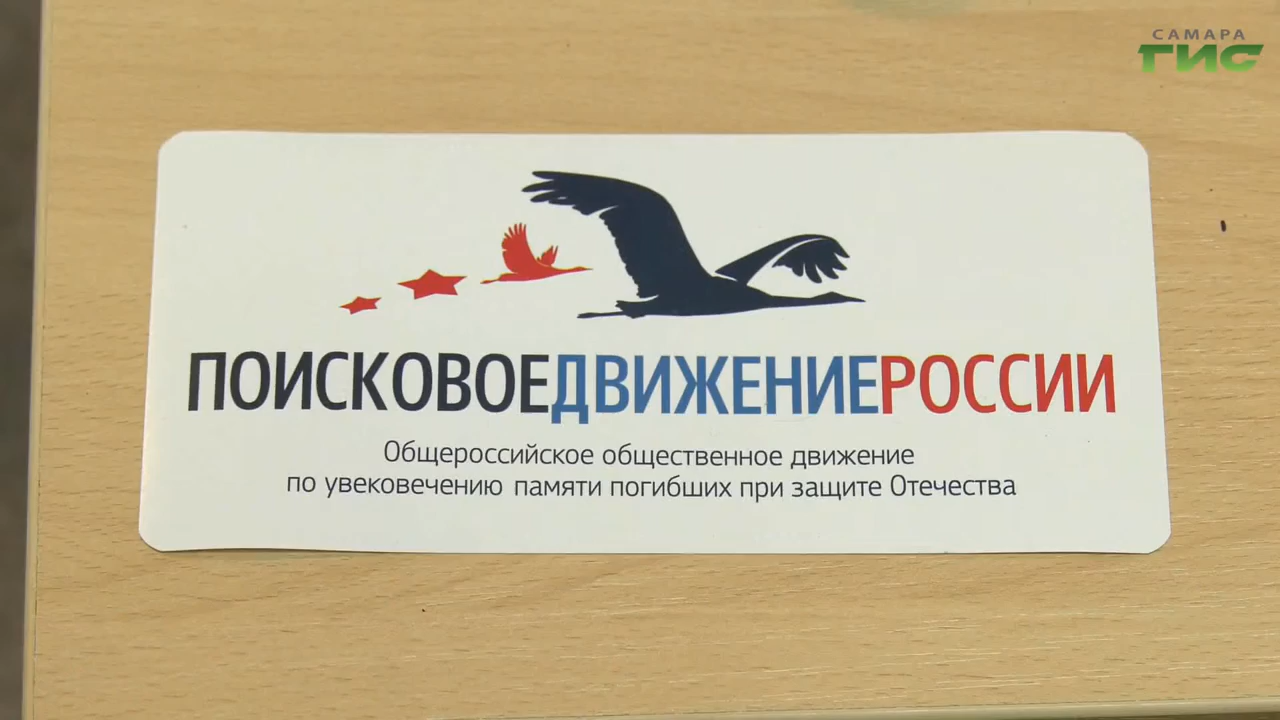 САМАРА
ГИС
ПОИСКОВОЕДВИЖЕНИЕРОССИИ
Общероссийское общественное движение
по увековечению памяти погибших при защите Отечества